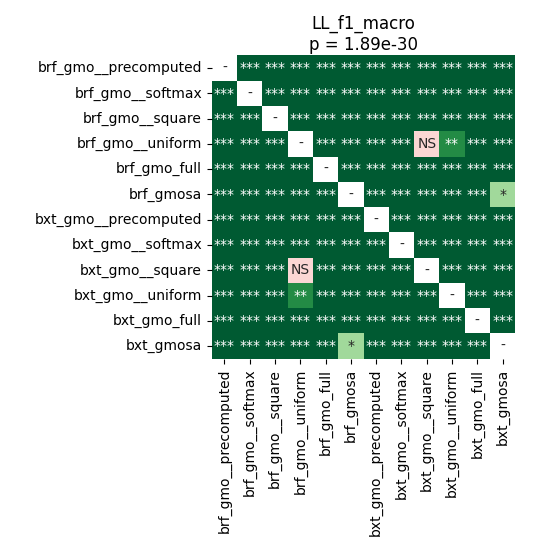 LL_f1_macro
p = 1.89e-30
brf_gmo__precomputed - *** *** *** *** *** *** *** *** *** *** ***
brf_gmo__softmax *** - *** *** *** *** *** *** *** *** *** ***
brf_gmo__square *** *** - *** *** *** *** *** *** *** *** ***
brf_gmo__uniform *** *** *** - *** *** *** *** NS ** *** ***
brf_gmo_full *** *** *** *** - *** *** *** *** *** *** ***
brf_gmosa *** *** *** *** *** - *** *** *** *** *** *
bxt_gmo__precomputed *** *** *** *** *** *** - *** *** *** *** ***
bxt_gmo__softmax *** *** *** *** *** *** *** - *** *** *** ***
bxt_gmo__square *** *** *** NS *** *** *** *** - *** *** ***
bxt_gmo__uniform *** *** *** ** *** *** *** *** *** - *** ***
bxt_gmo_full *** *** *** *** *** *** *** *** *** *** - ***
bxt_gmosa *** *** *** *** *** * *** *** *** *** *** -
brf_gmo__precomputed
brf_gmo__softmax
brf_gmo__square
brf_gmo__uniform
brf_gmo_full
brf_gmosa
bxt_gmo__precomputed
bxt_gmo__softmax
bxt_gmo__square
bxt_gmo__uniform
bxt_gmo_full
bxt_gmosa